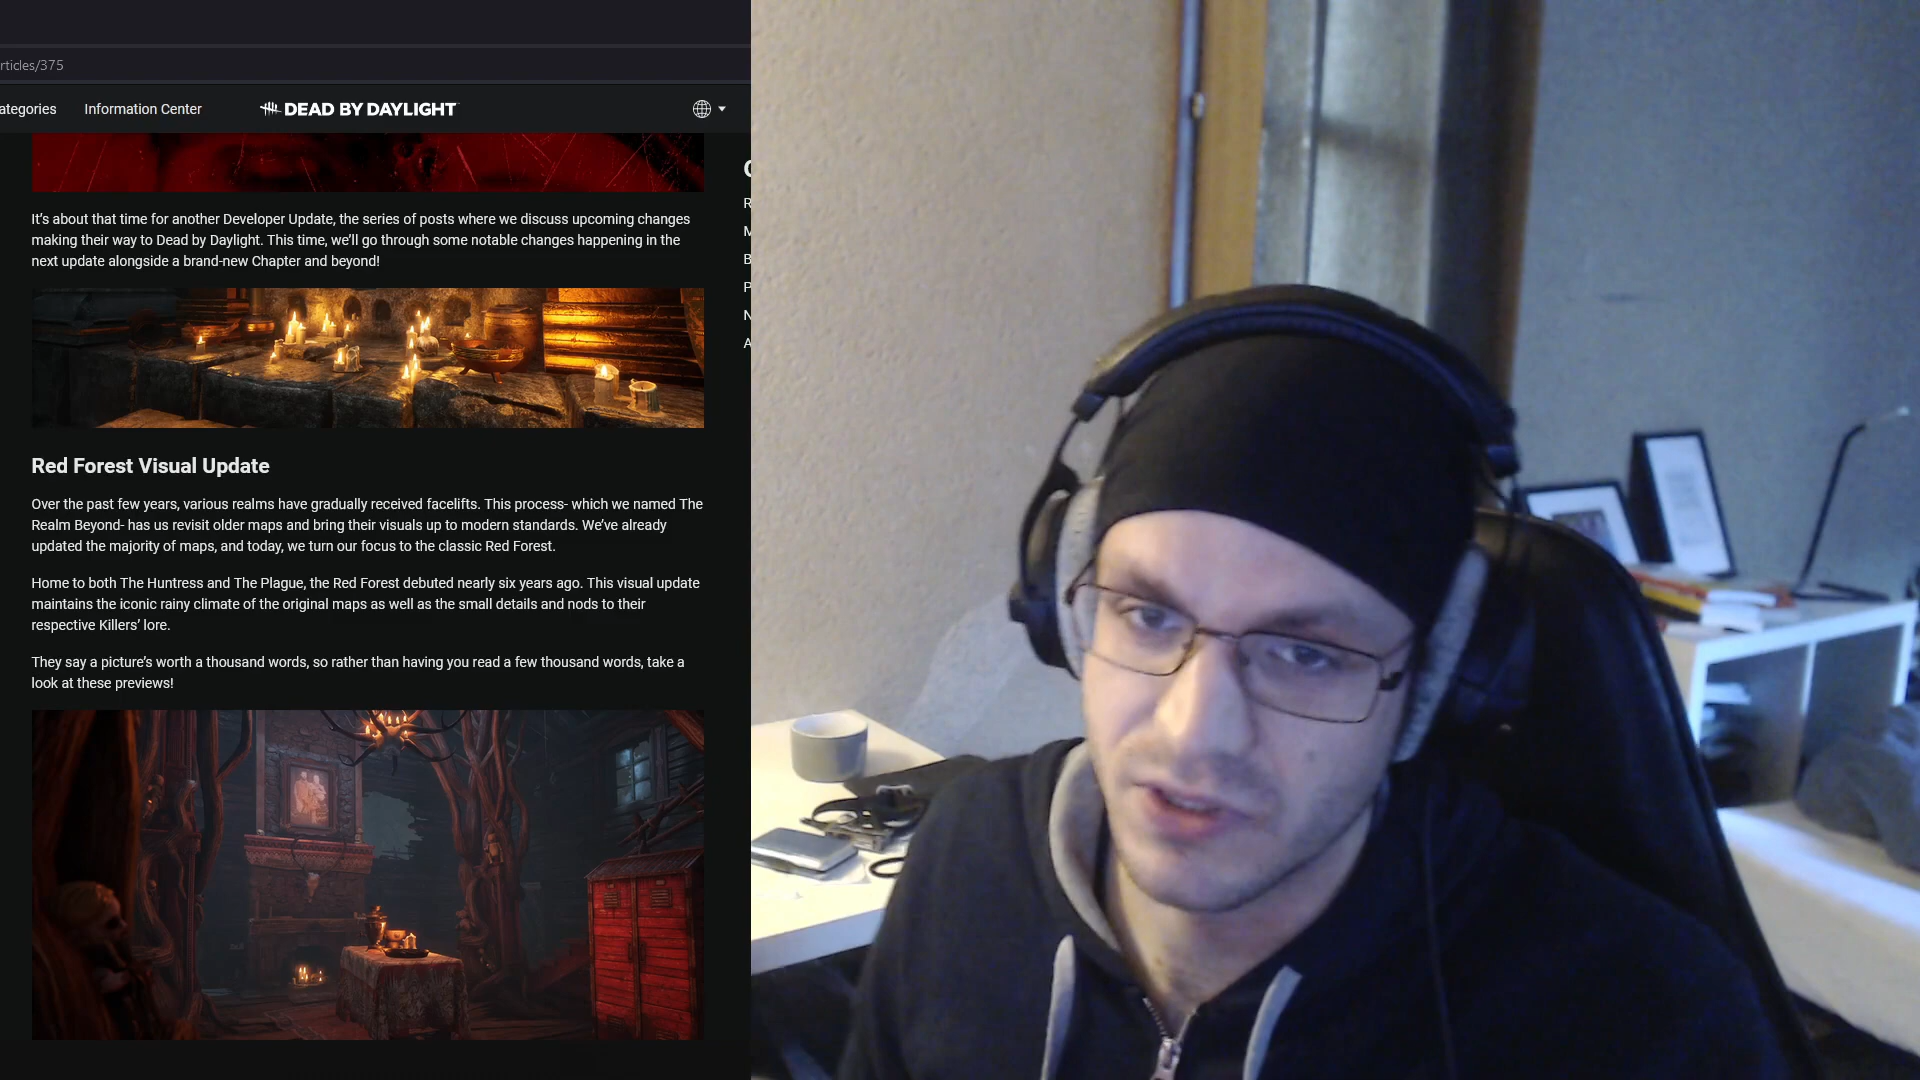 rticles/375
ategories
Information Center
DEAD BY DAYLIGHT
It’s about that time for another Developer Update, the series of posts where we discuss upcoming changes
making their way to Dead by Daylight. This time, we’ll go through some notable changes happening in the
next update alongside a brand-new Chapter and beyond!
Red Forest Visual Update
Over the past few years, various realms have gradually received facelifts. This process- which we named The
Realm Beyond- has us revisit older maps and bring their visuals up to modern standards. We’ve already
updated the majority of maps, and today, we turn our focus to the classic Red Forest.
Home to both The Huntress and The Plague, the Red Forest debuted nearly six years ago. This visual update
maintains the iconic rainy climate of the original maps as well as the small details and nods to their
respective Killers’ lore.
They say a picture’s worth a thousand words, so rather than having you read a few thousand words, take a
look at these previews!
R
M
B
P
N
A